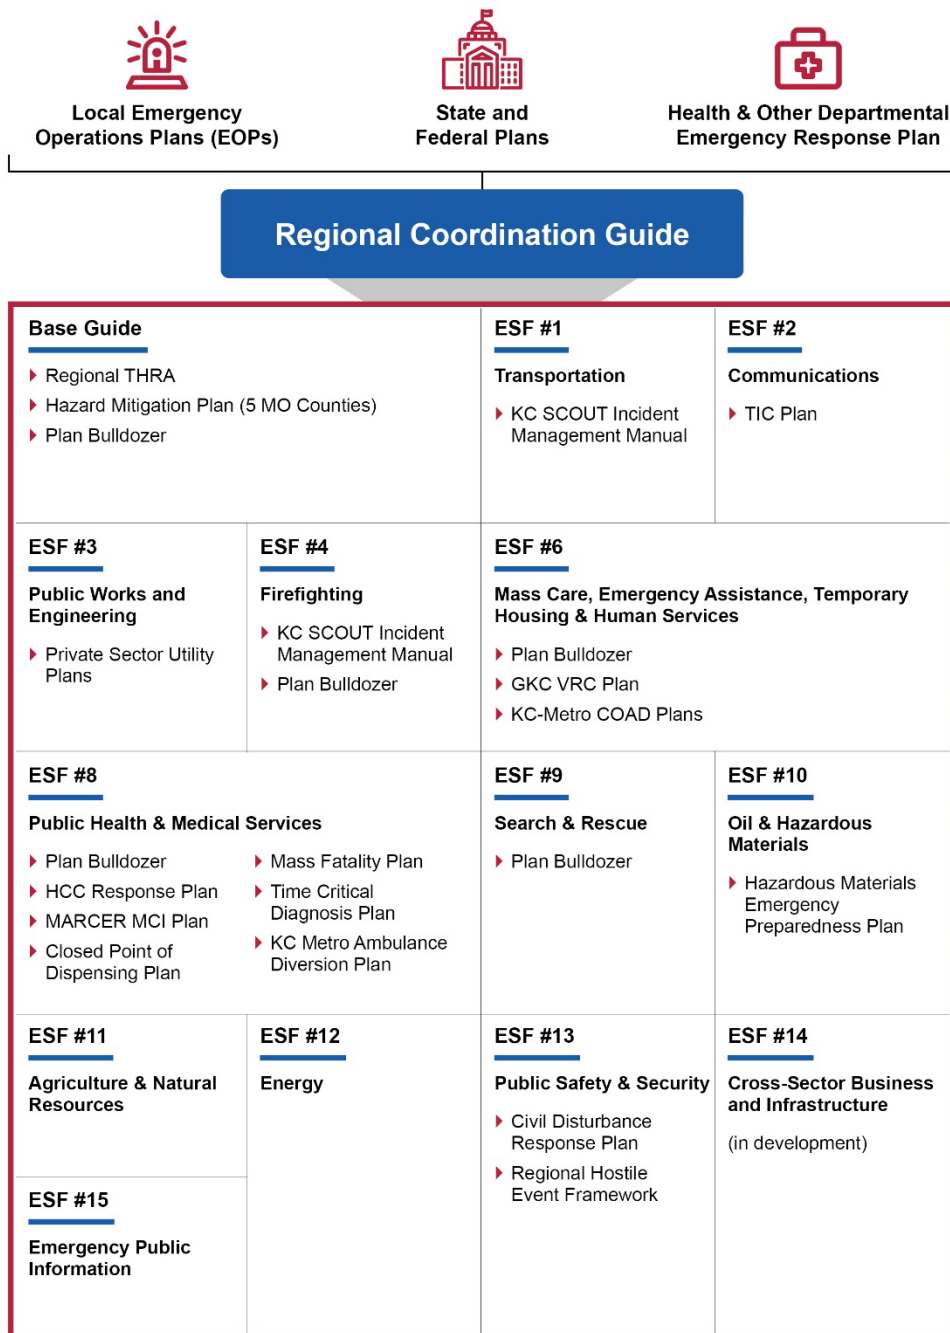 Local Emergency
Operations Plans (EOPs)
State and
Federal Plans
Health & Other Departmental
Emergency Response Plan
Regional Coordination Guide
Base Guide
Regional THRA
Hazard Mitigation Plan (5 MO Counties)
Plan Bulldozer
ESF #1
Transportation
KC SCOUT Incident
Management Manual
ESF #2
Communications
TIC Plan
ESF #3
Public Works and
Engineering
Private Sector Utility
Plans
ESF #4
Firefighting
KC SCOUT Incident
Management Manual
Plan Bulldozer
ESF #6
Mass Care, Emergency Assistance, Temporary
Housing & Human Services
Plan Bulldozer
GKC VRC Plan
KC-Metro COAD Plans
ESF #8
Public Health & Medical Services
Plan Bulldozer
HCC Response Plan
MARCER MCI Plan
Closed Point of
Dispensing Plan
Mass Fatality Plan
Time Critical
Diagnosis Plan
KC Metro Ambulance
Diversion Plan
ESF #9
Search & Rescue
Plan Bulldozer
ESF #10
Oil & Hazardous
Materials
Hazardous Materials
Emergency
Preparedness Plan
ESF #11
Agriculture & Natural
Resources
ESF #12
Energy
ESF #13
Public Safety & Security
Civil Disturbance
Response Plan
Regional Hostile
Event Framework
ESF #14
Cross-Sector Business
and Infrastructure
(in development)
ESF #15
Emergency Public
Information